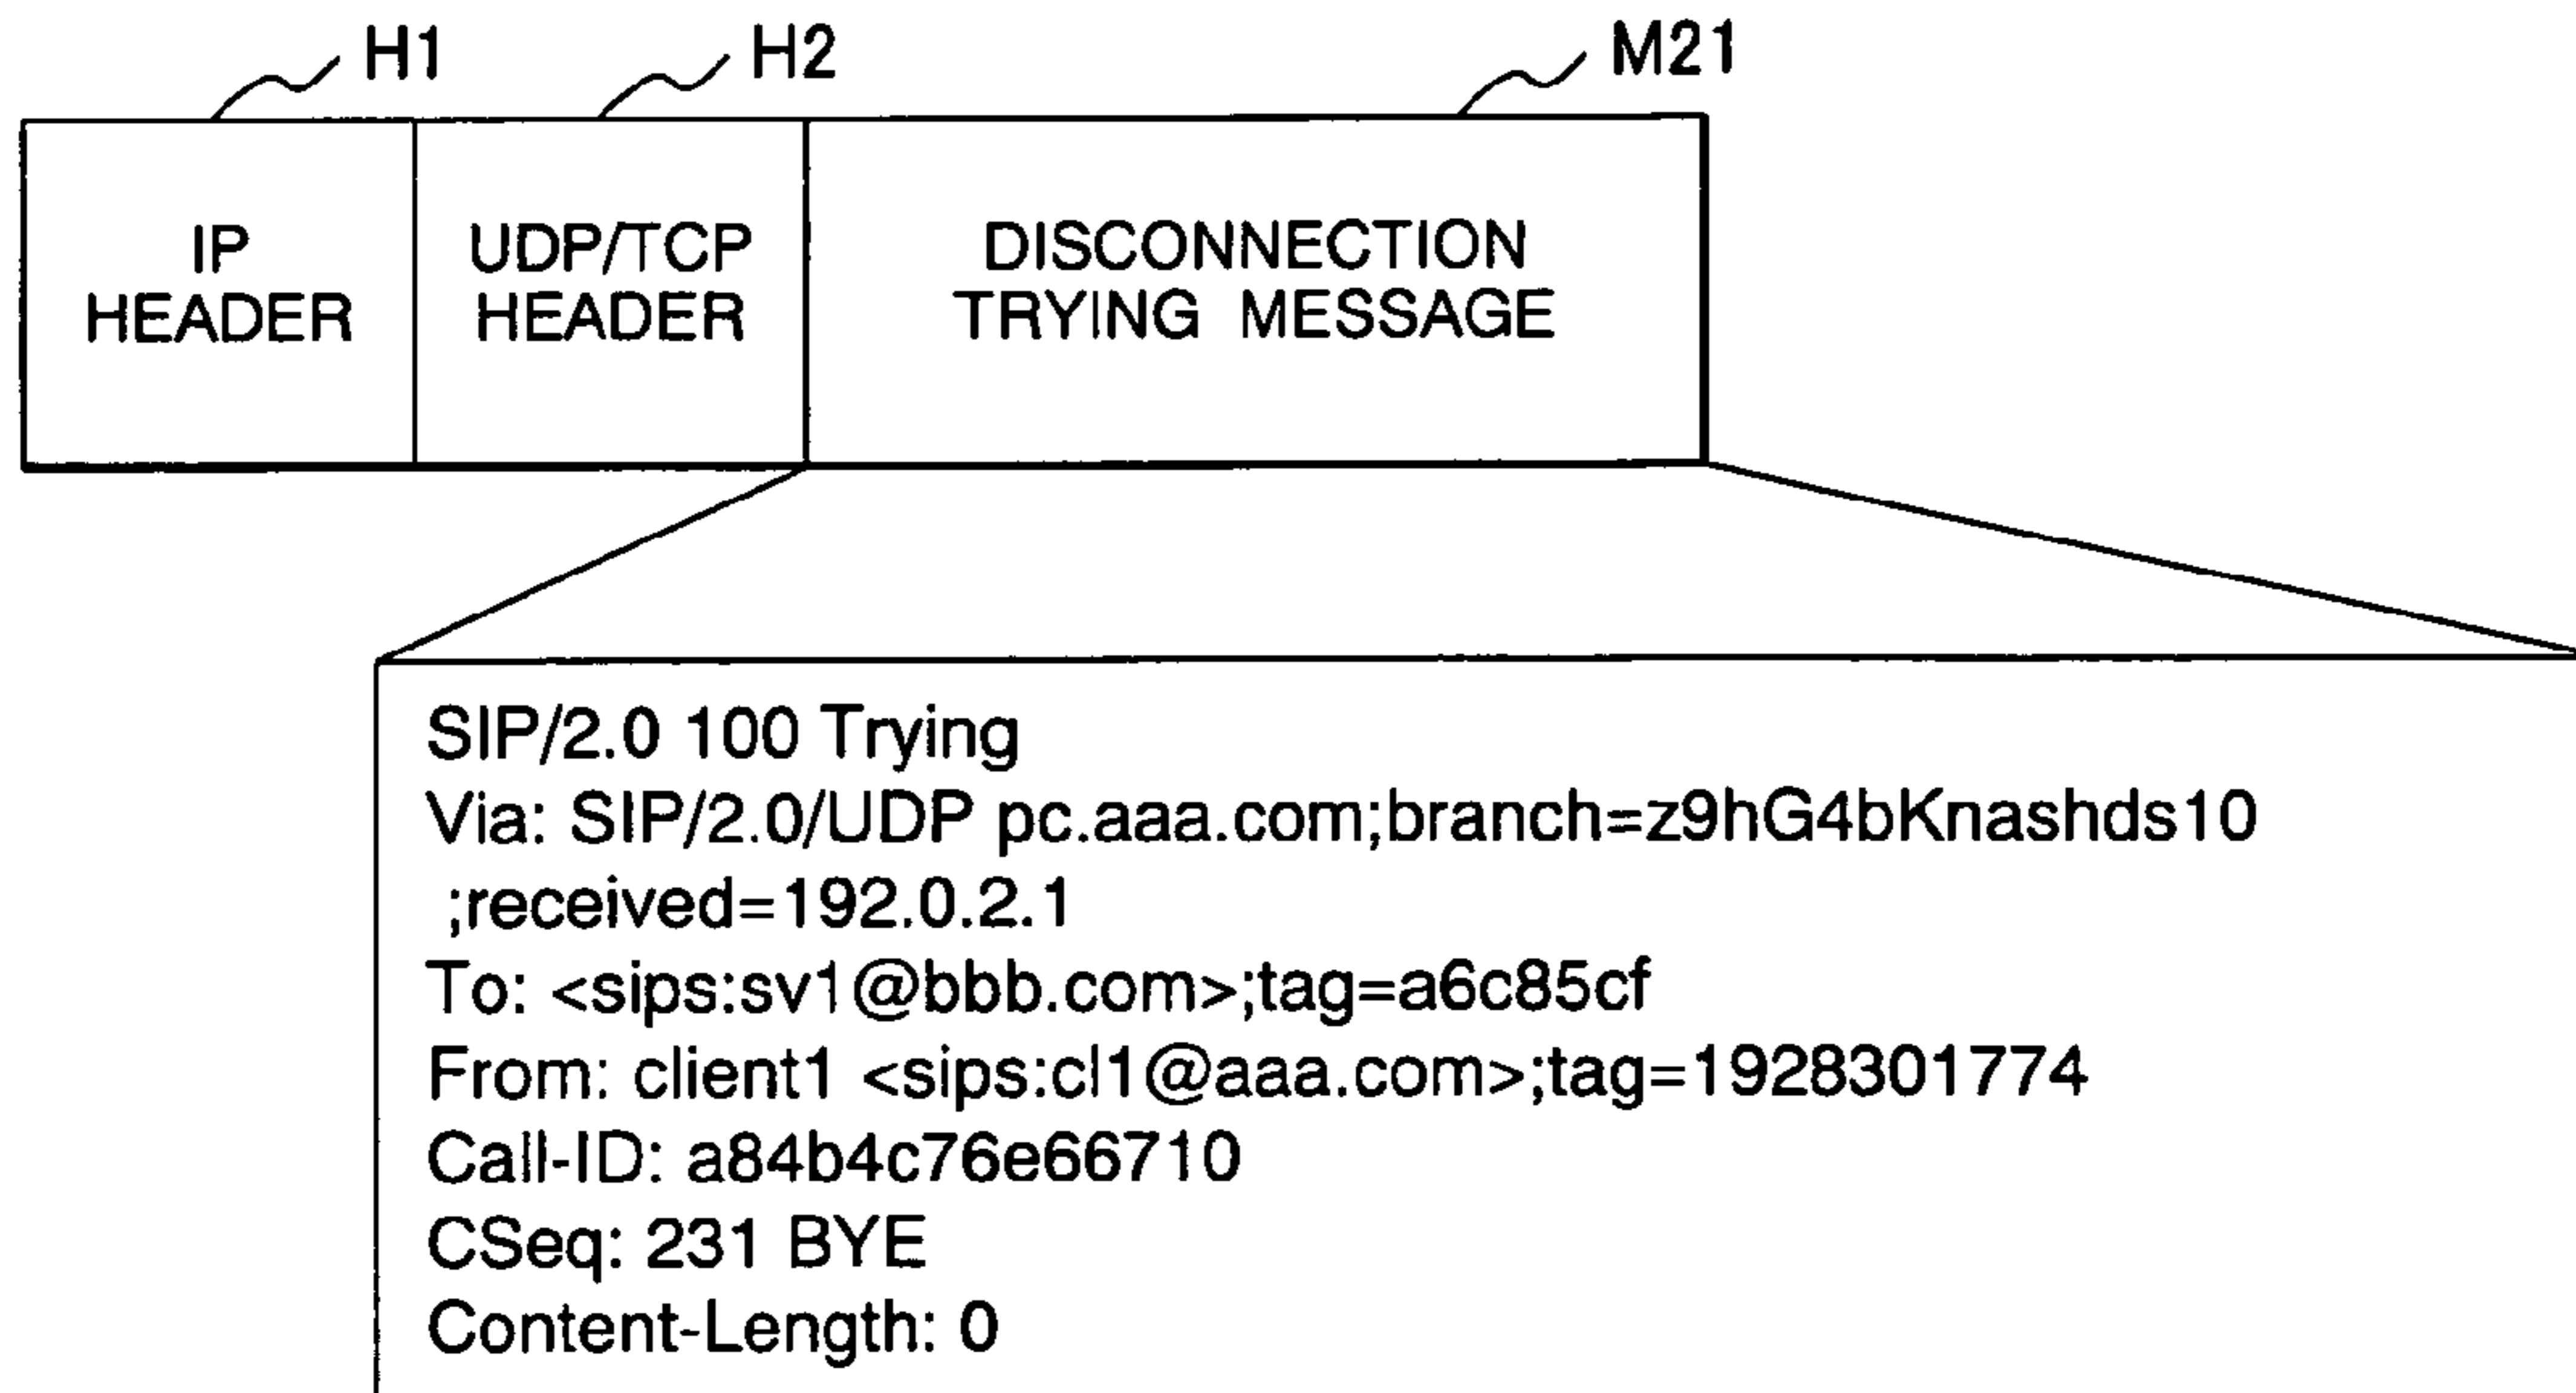 H1
H2
M21
IP
HEADER
UDP/TCP
HEADER
DISCONNECTION
TRYING MESSAGE
SIP/2.0 100 Trying
Via: SIP/2.0/UDP pc.aaa.com;branch=z9hG4bKnashds10
;received=192.0.2.1
To: <sips:sv1@bbb.com>;tag=a6c85cf
From: client1 <sips:cl1@aaa.com>;tag=1928301774
Call-ID: a84b4c76e66710
CSeq: 231 BYE
Content-Length: 0